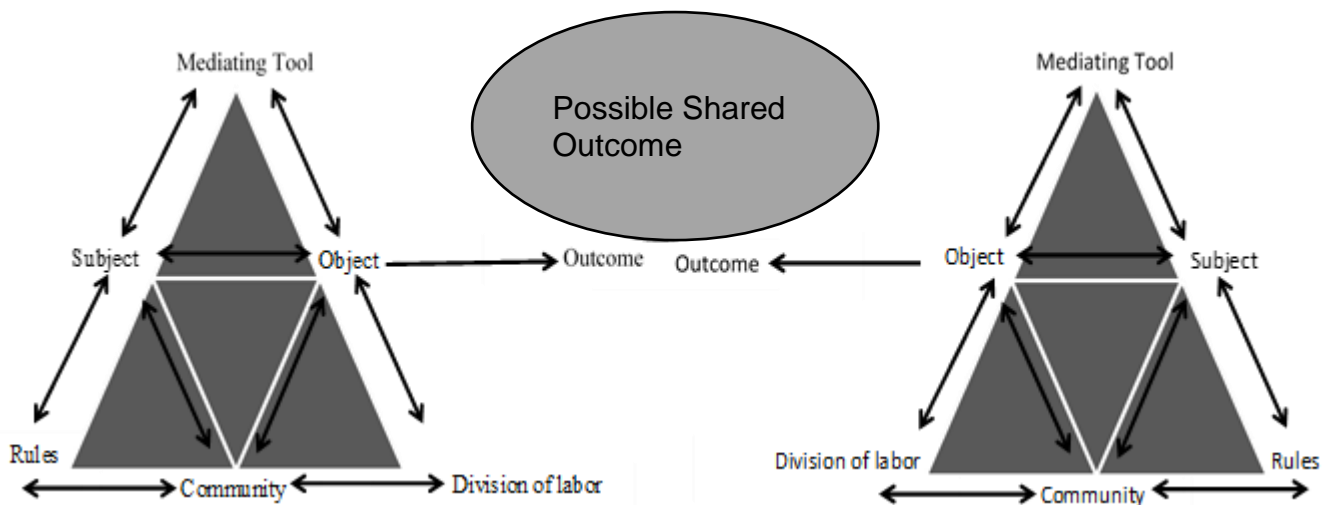 Mediating Tool
Possible Shared
Outcome
Mediating Tool
Subject
Object
Outcome
Outcome
Object
Subject
Rules
Community
Division of labor
Division of labor
Community
Rules